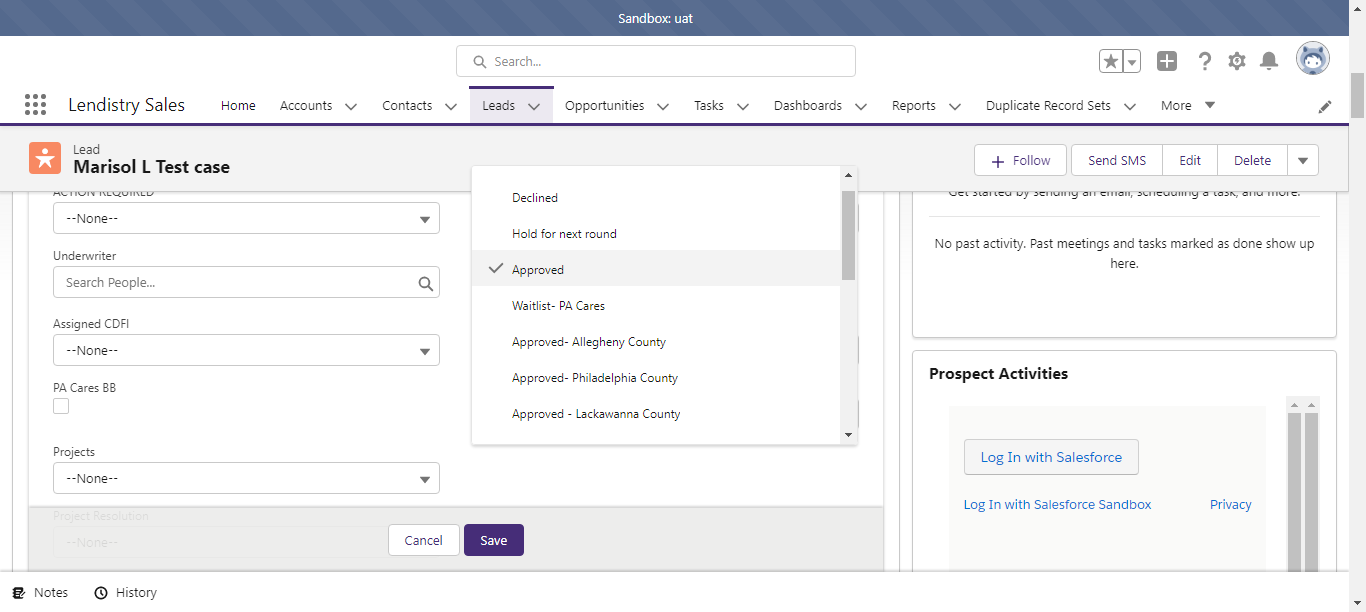 Sandbox: uat
Search...
Lendistry Sales
Home
Accounts
Contacts
Leads
Opportunities
Tasks
Dashboards
Reports
Duplicate Record Sets
More
Lead
Marisol L Test case
Follow
Send SMS
Edit
Delete
ACTION REQUIRED
--None--
Underwriter
Search People...
Assigned CDFI
--None--
PA Cares BB
Projects
--None--
Project Resolution
--None--
Cancel
Save
Declined
Hold for next round
Approved
Waitlist- PA Cares
Approved- Allegheny County
Approved- Philadelphia County
Approved - Lackawanna County
Get started by sending an email, scheduling a task, and more.
No past activity. Past meetings and tasks marked as done show up
here.
Prospect Activities
Log In with Salesforce
Log In with Salesforce Sandbox
Privacy
Notes
History